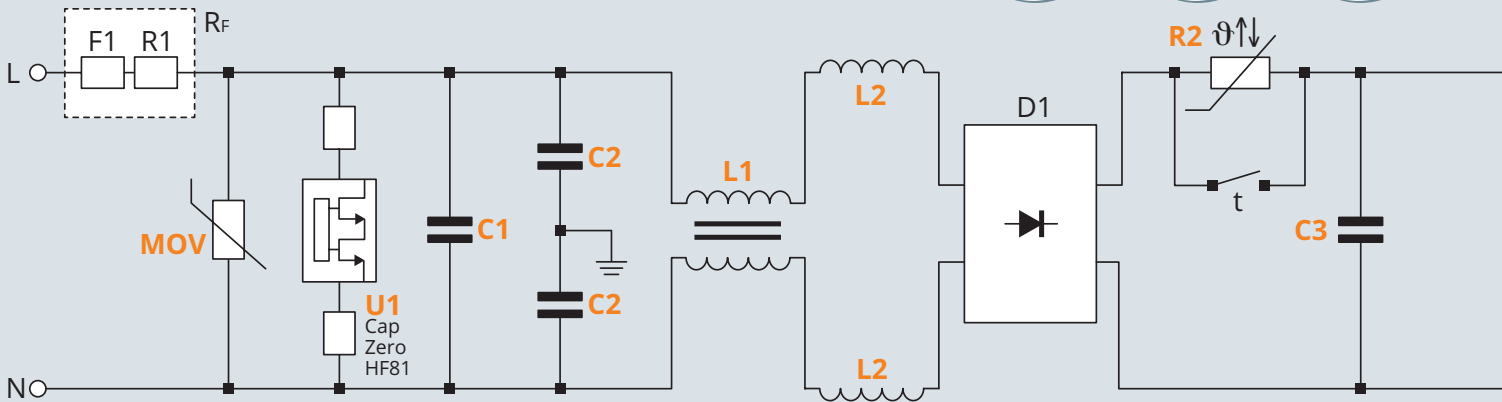 F1 R1
RF
L
MOV
U1
Cap
Zero
HF81
C1
C2
C2
L1
L2
L2
D1
R2 ϑ↑↓
t
C3
N